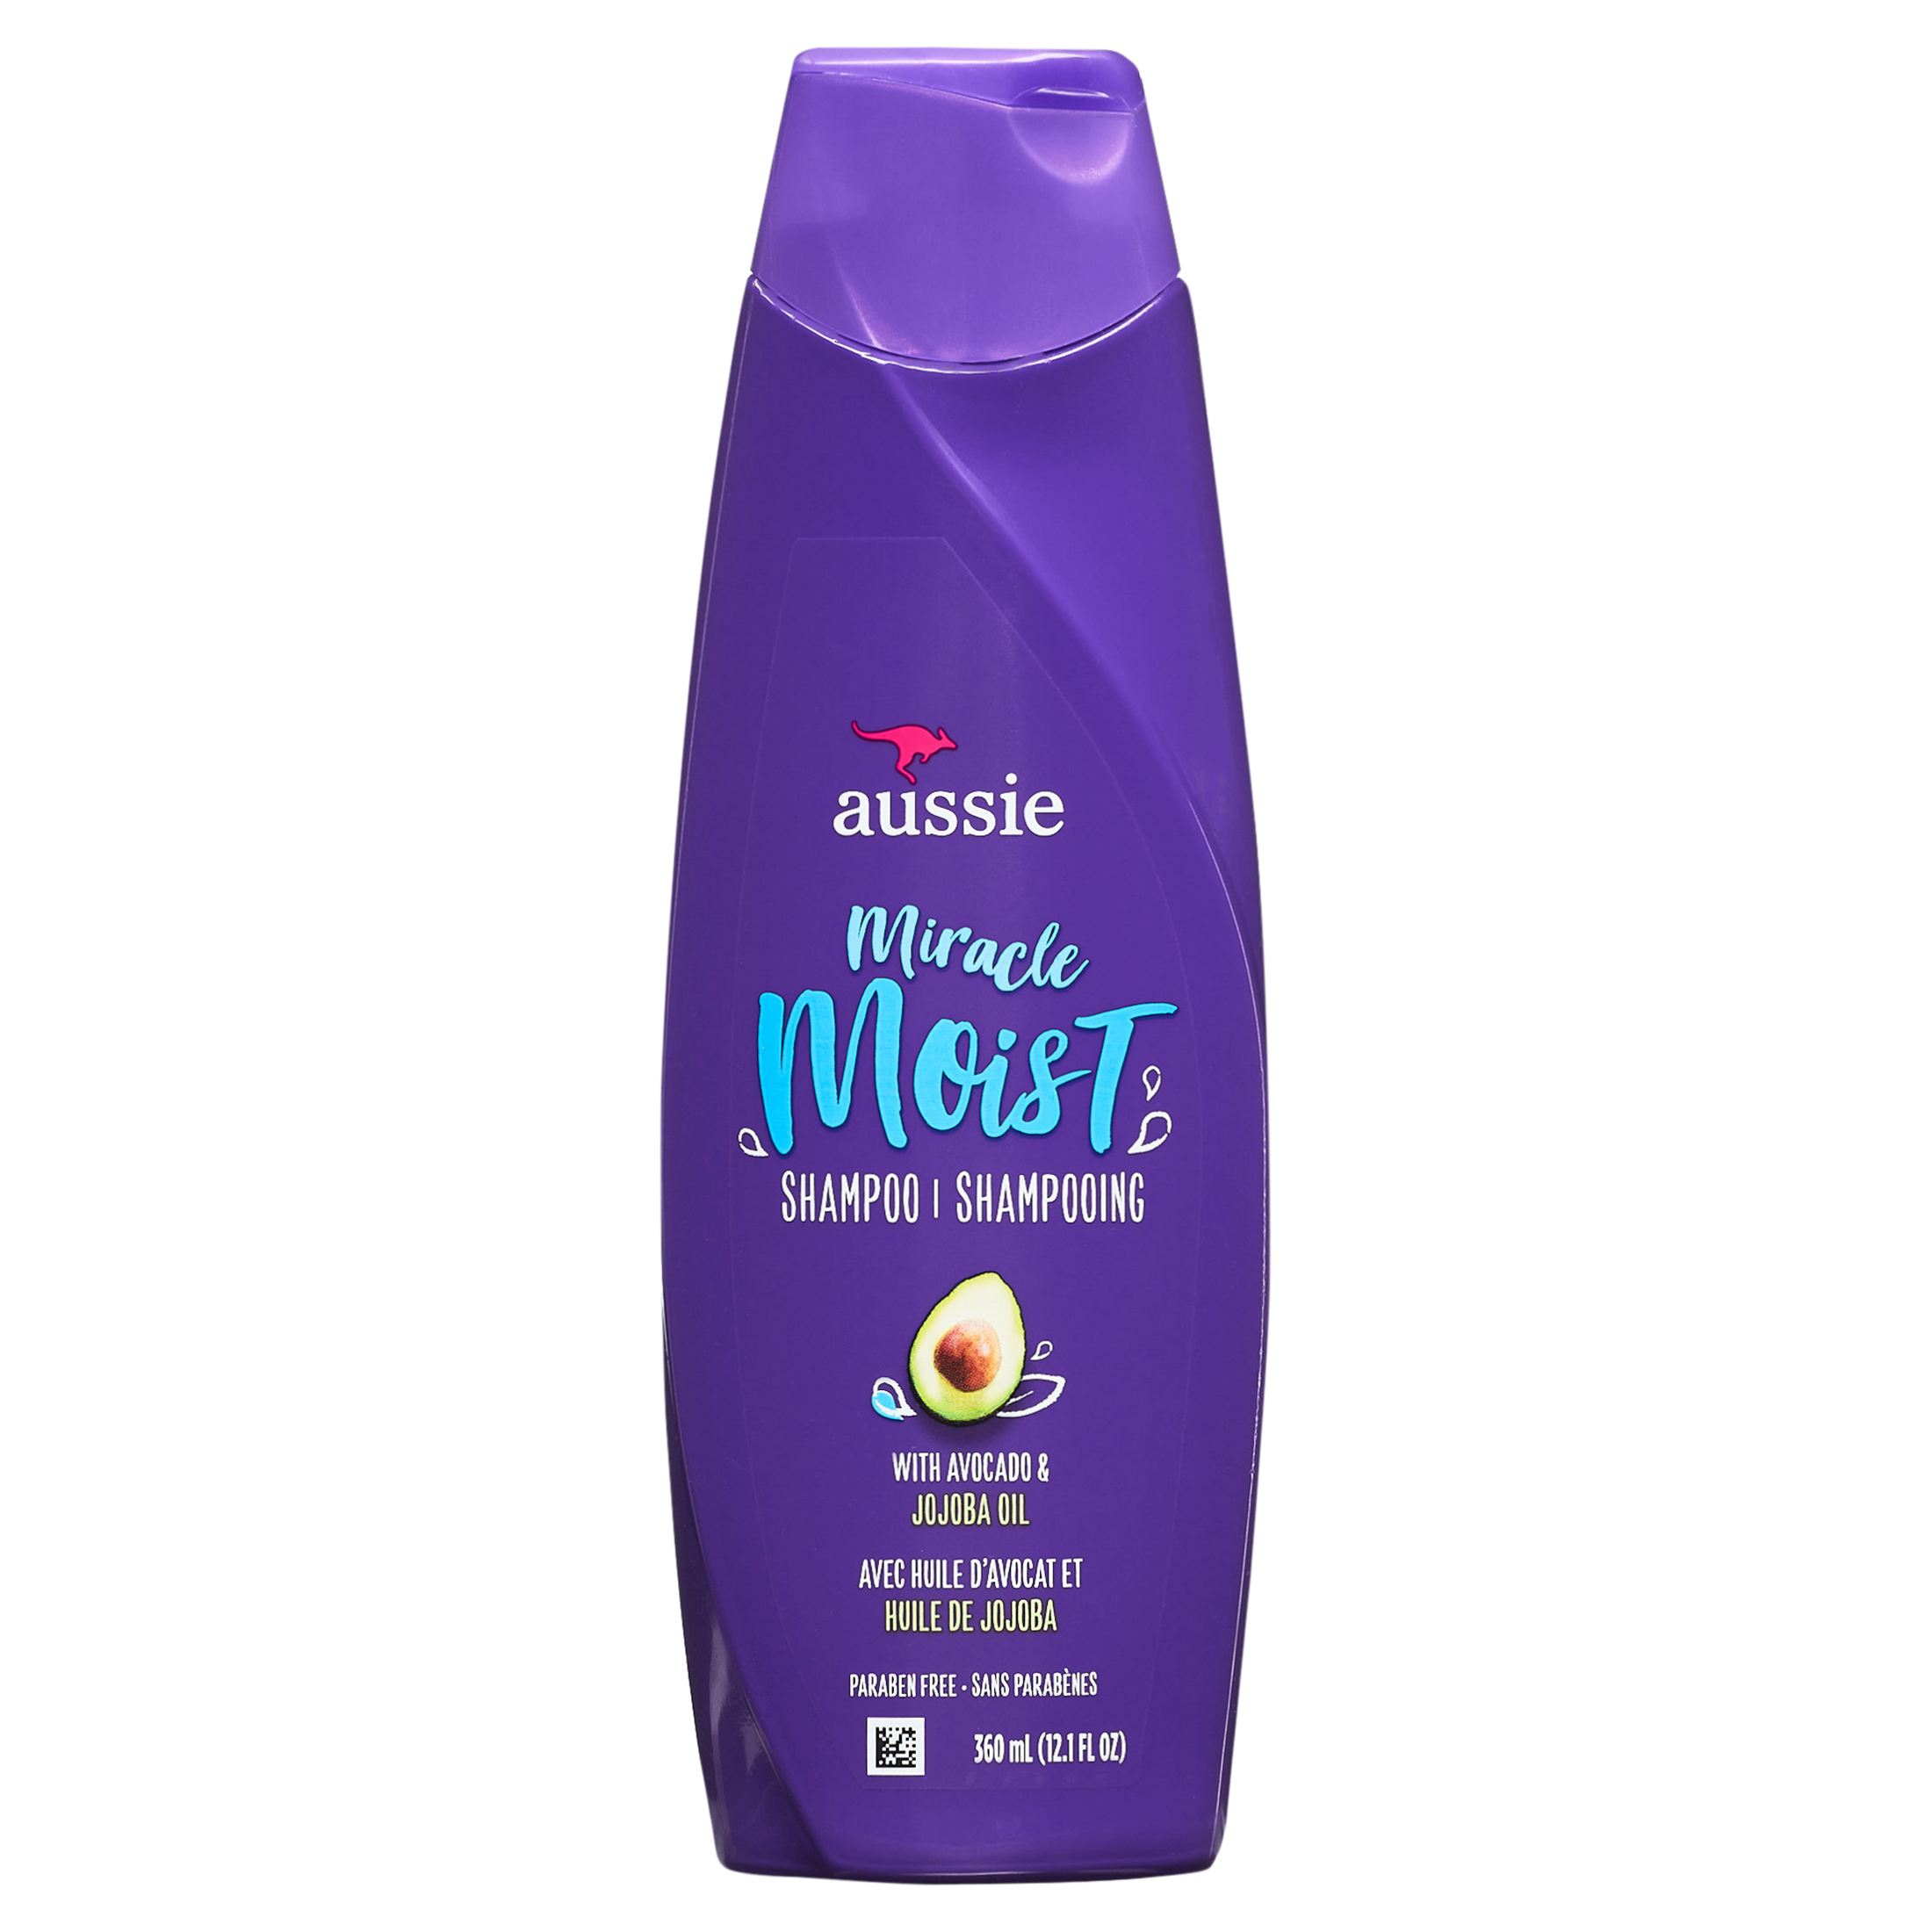 aussie
Miracle
MoisT
SHAMPOO | SHAMPOOING
WITH AVOCADO &
JOJOBA OIL
AVEC HUILE D'AVOCAT ET
HUILE DE JOJOBA
PARABEN FREE • SANS PARABÈNES
360 mL (12.1 FL OZ)